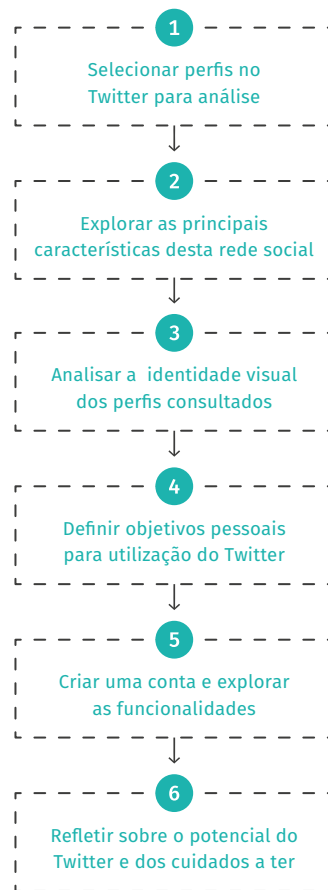 1
Selecionar perfis no
Twitter para análise
2
Explorar as principais
características desta rede social
3
Analisar a identidade visual
dos perfis consultados
4
Definir objetivos pessoais
para utilização do Twitter
5
Criar uma conta e explorar
as funcionalidades
6
Refletir sobre o potencial do
Twitter e dos cuidados a ter